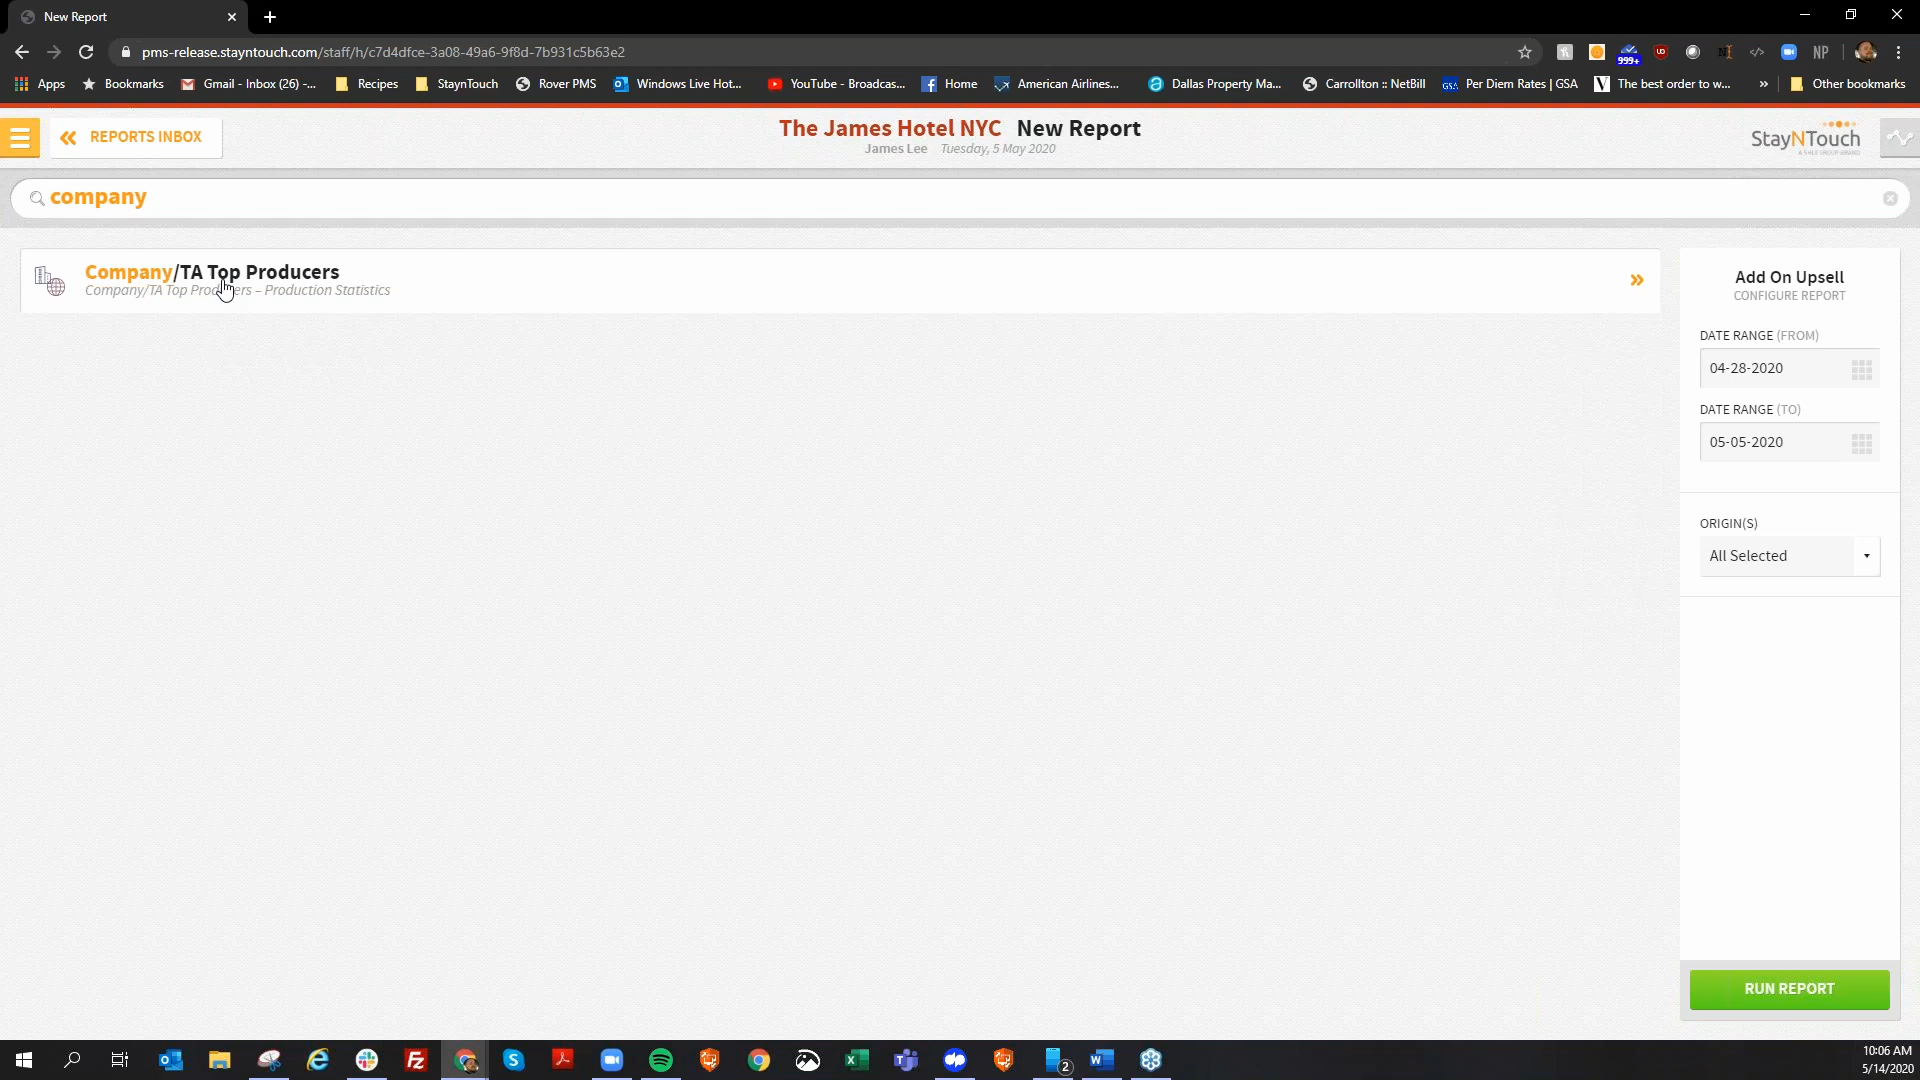 New Report
pms-release.stayntouch.com/staff/h/c7d4dfce-3a08-49a6-9f8d-7b931c5b63e2
999+
NP
Apps
Bookmarks
Gmail - Inbox (26) -...
Recipes
StaynTouch
Rover PMS
Windows Live Hot...
YouTube - Broadcas...
Home
American Airlines...
Dallas Property Ma...
Carrollton :: NetBill
GSA
Per Diem Rates | GSA
The best order to w...
»
Other bookmarks
REPORTS INBOX
The James Hotel NYC New Report
James Lee Tuesday, 5 May 2020
StayNTouch
company
Company/TA Top Producers
Company/TA Top Producers – Production Statistics
Add On Upsell
CONFIGURE REPORT
DATE RANGE (FROM)
04-28-2020
DATE RANGE (TO)
05-05-2020
ORIGIN(S)
All Selected
RUN REPORT
2
10:06 AM
5/14/2020